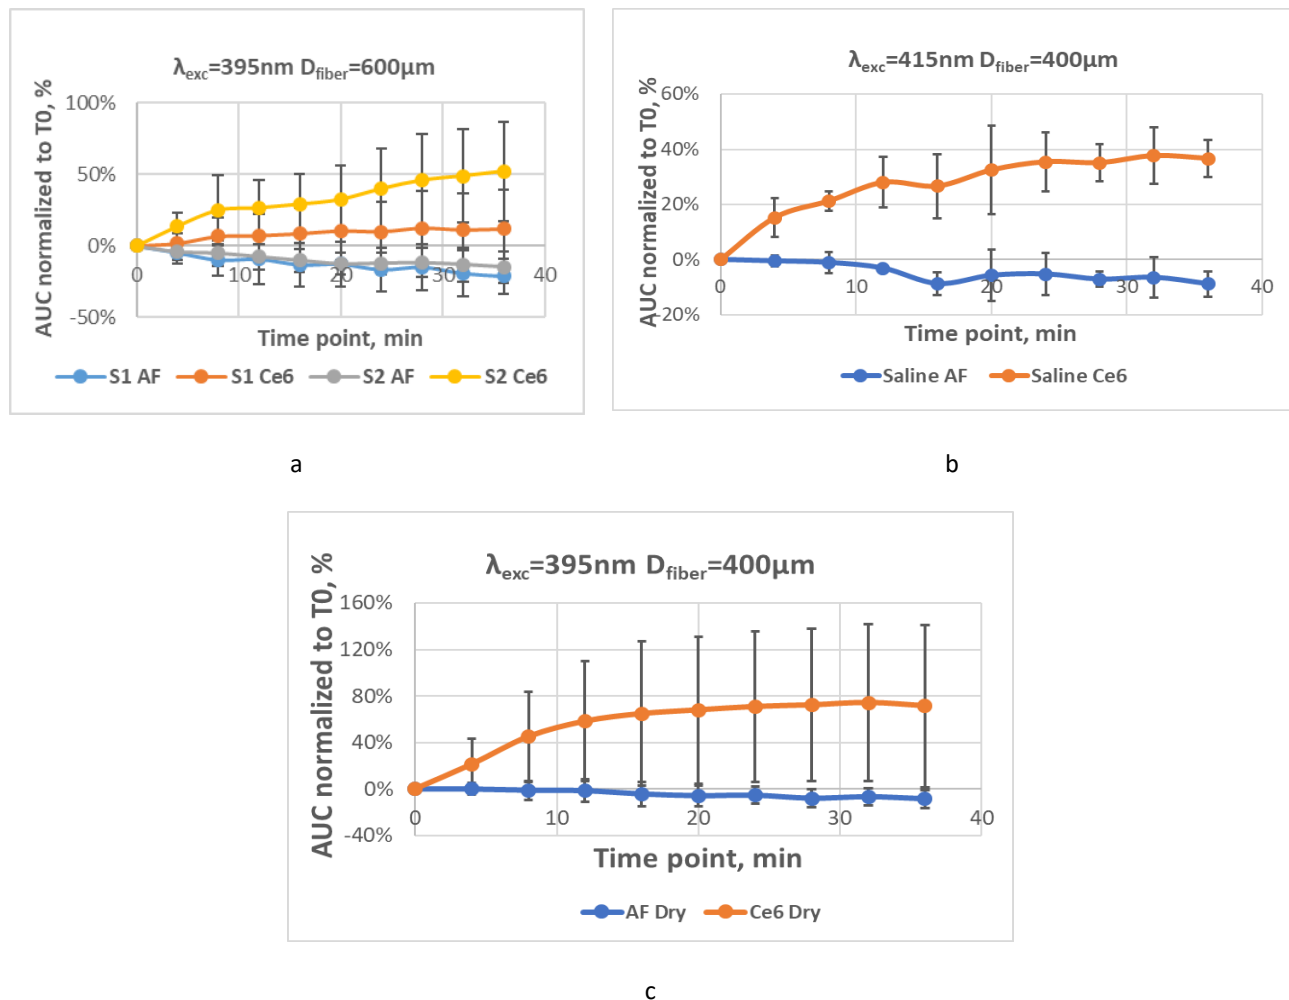 λexc=395nm Dfiber=600µm
AUC normalized to T0, %
100%
50%
0%
-50%
0 10 20 30 40
Time point, min
S1 AF S1 Ce6 S2 AF S2 Ce6
a
λexc=415nm Dfiber=400µm
AUC normalized to T0, %
60%
40%
20%
0%
-20%
0 10 20 30 40
Time point, min
Saline AF Saline Ce6
b
λexc=395nm Dfiber=400µm
AUC normalized to T0, %
160%
120%
80%
40%
0%
-40%
0 10 20 30 40
Time point, min
AF Dry Ce6 Dry
c